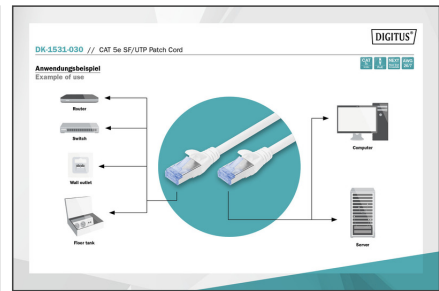 DIGITUS®
DK-1531-030 // CAT 5e SF/UTP Patch Cord
Anwendungsbeispiel
Example of use
Router
Switch
Wall outlet
Floor tank
Computer
Server